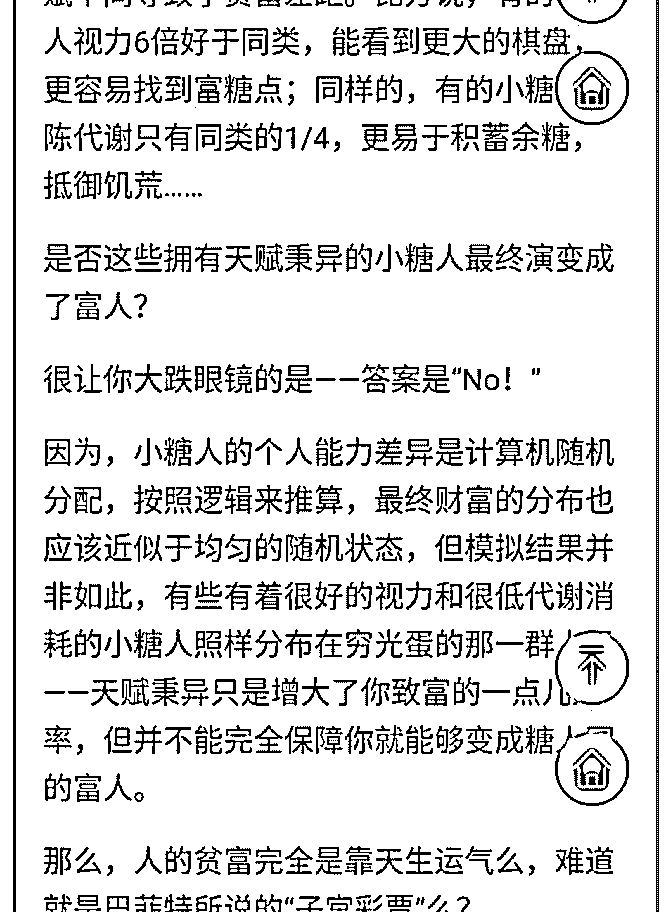 人视力6倍好于同类，能看到更大的棋盘，
更容易找到富糖点；同样的，有的小糖
陈代谢只有同类的1/4，更易于积蓄余糖，
抵御饥荒……
是否这些拥有天赋秉异的小糖人最终演变成
了富人？
很让你大跌眼镜的是——答案是“No！”
因为，小糖人的个人能力差异是计算机随机
分配，按照逻辑来推算，最终财富的分布也
应该近似于均匀的随机状态，但模拟结果并
非如此，有些有着很好的视力和很低代谢消
耗的小糖人照样分布在穷光蛋的那一群
——天赋秉异只是增大了你致富的一点儿
率，但并不能完全保障你就能够变成糖
的富人。
那么，人的贫富完全是靠天生运气么，难道
就是巴菲特所说的“子宫彩票”么？